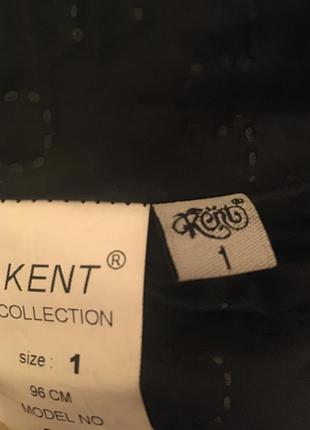 Kent
1
KENT ®
COLLECTION
size: 1
96 CM
MODEL NO